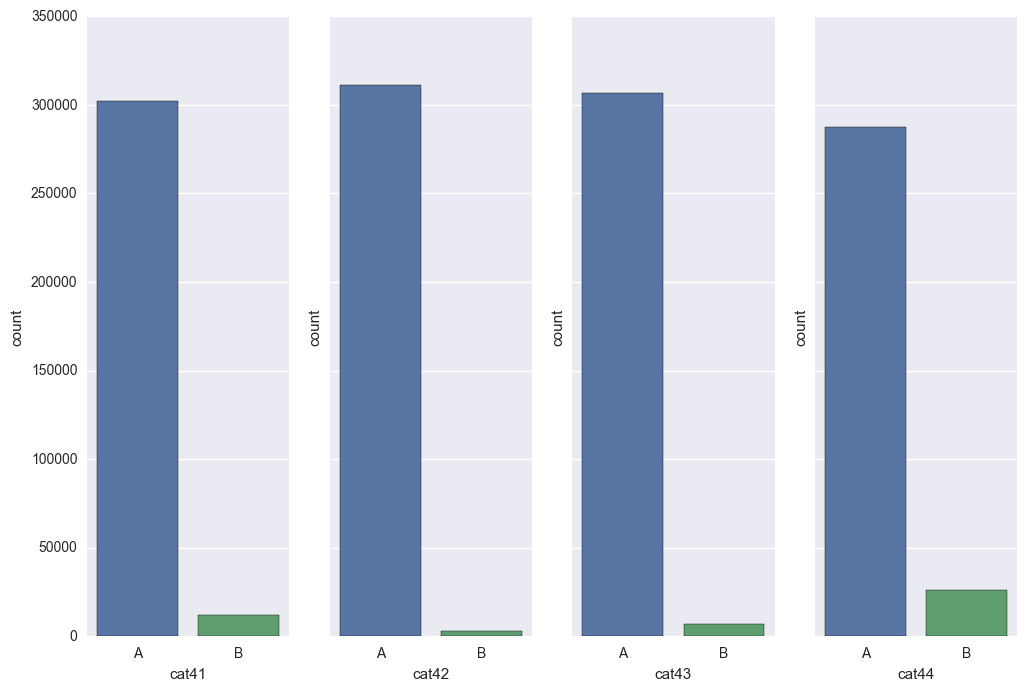 350000
300000
250000
200000
150000
100000
50000
0
count
count
count
count
A B A B A B A B
cat41 cat42 cat43 cat44